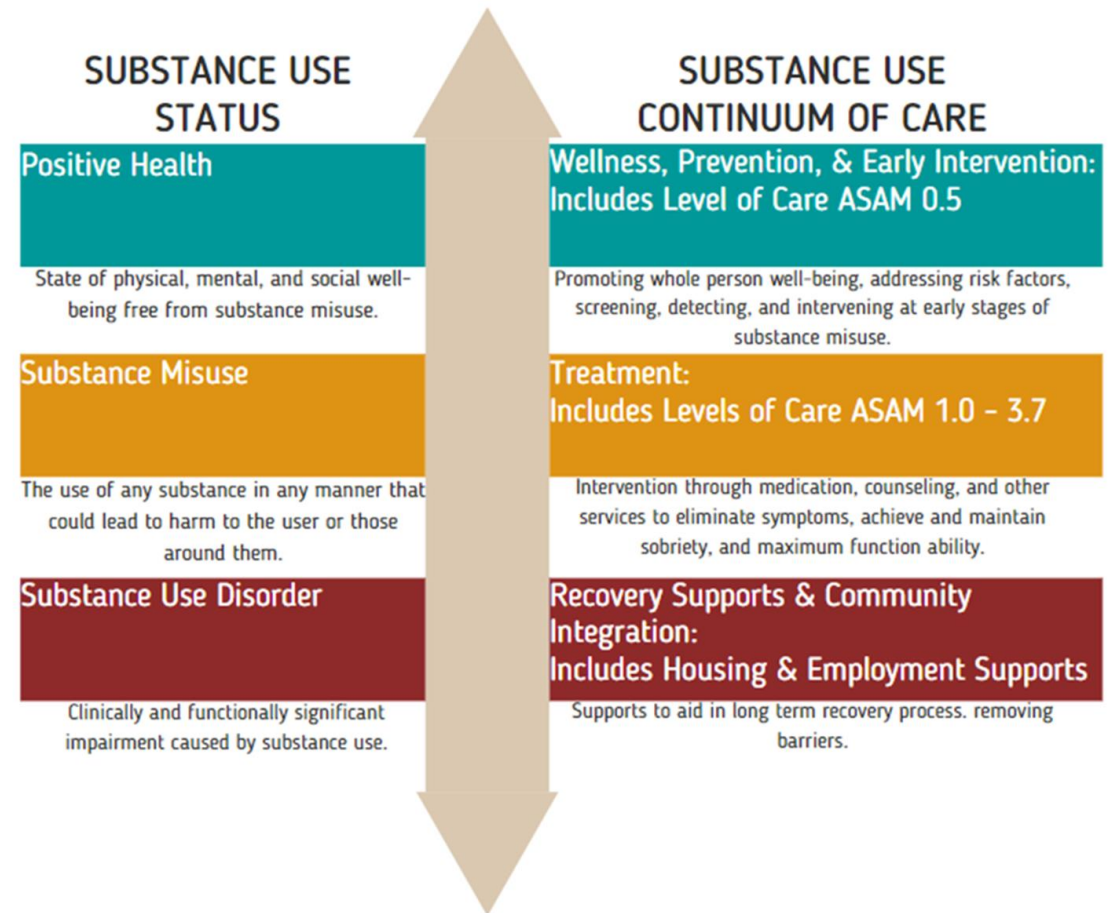 SUBSTANCE USE
STATUS
SUBSTANCE USE
CONTINUUM OF CARE
Positive Health
Wellness, Prevention, & Early Intervention:
Includes Level of Care ASAM 0.5
State of physical, mental, and social well-
being free from substance misuse.
Promoting whole person well-being, addressing risk factors,
screening, detecting, and intervening at early stages of
substance misuse.
Substance Misuse
Treatment:
Includes Levels of Care ASAM 1.0 - 3.7
The use of any substance in any manner that
could lead to harm to the user or those
around them.
Intervention through medication, counseling, and other
services to eliminate symptoms, achieve and maintain
sobriety, and maximum function ability.
Substance Use Disorder
Recovery Supports & Community
Integration:
Includes Housing & Employment Supports
Clinically and functionally significant
impairment caused by substance use.
Supports to aid in long term recovery process. removing
barriers.